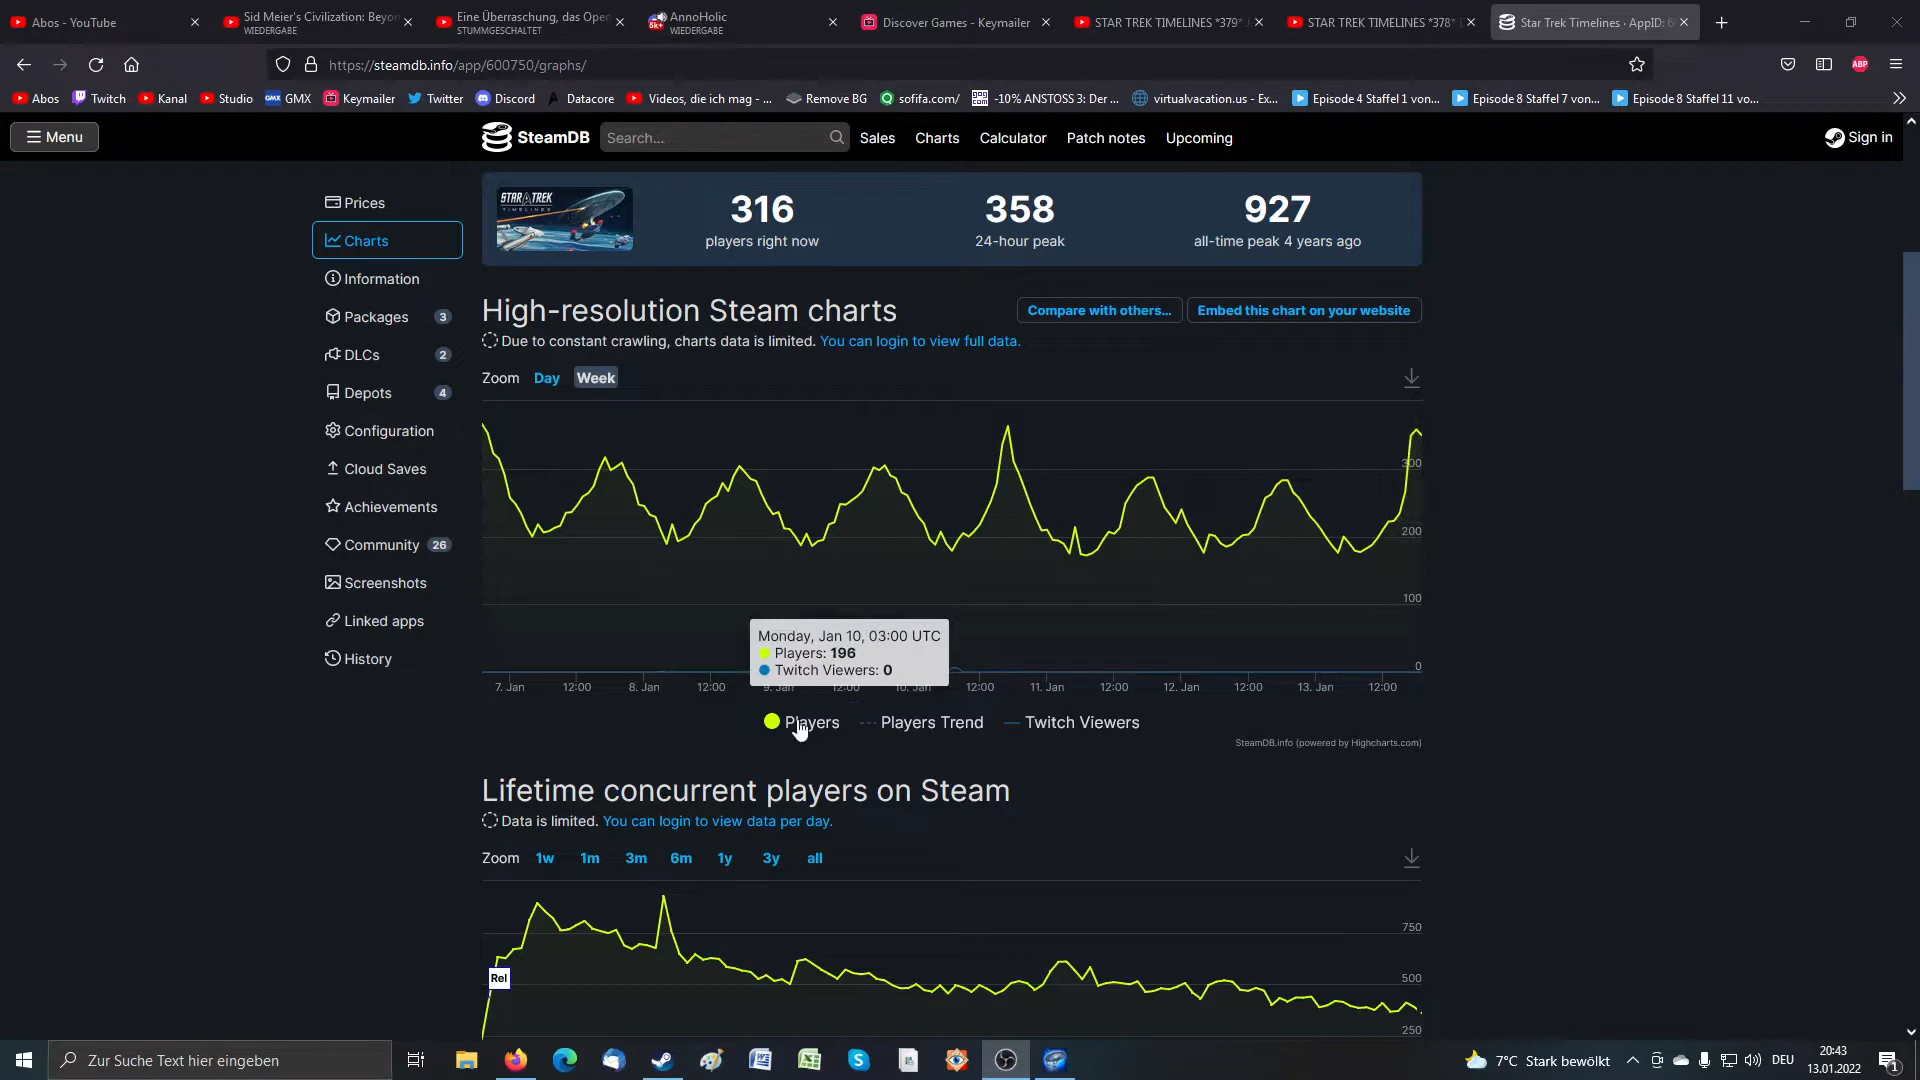 Abos - YouTube
Sid Meier's Civilization: Beyon
WIEDERGABE
Eine Überraschung, das Open
STUMMGESCHALTET
AnnoHolic
WIEDERGABE
Discover Games - Keymailer
STAR TREK TIMELINES *379*
STAR TREK TIMELINES *378*
Star Trek Timelines · AppID: 6
https://steamdb.info/app/600750/graphs/
ABP
Abos
Twitch
Kanal
Studio
GMX
GMX
Keymailer
Twitter
Discord
Datacore
Videos, die ich mag - ...
Remove BG
sofifa.com/
-10% ANSTOSS 3: Der ...
virtualvacation.us - Ex...
Episode 4 Staffel 1 von...
Episode 8 Staffel 7 von...
Episode 8 Staffel 11 vo...
Menu
SteamDB
Search...
Sales
Charts
Calculator
Patch notes
Upcoming
Sign in
Prices
Charts
Information
Packages 3
DLCs 2
Depots 4
Configuration
Cloud Saves
Achievements
Community 26
Screenshots
Linked apps
History
STAR TREK
TIMELINES
316
players right now
358
24-hour peak
927
all-time peak 4 years ago
High-resolution Steam charts
Compare with others...
Embed this chart on your website
Due to constant crawling, charts data is limited. You can login to view full data.
Zoom Day Week
300
200
100
0
Monday, Jan 10, 03:00 UTC
Players: 196
Twitch Viewers: 0
7. Jan 12:00 8. Jan 12:00 9. Jan 12:00 10. Jan 12:00 11. Jan 12:00 12. Jan 12:00 13. Jan 12:00
Players Players Trend Twitch Viewers
SteamDB.info (powered by Highcharts.com)
Lifetime concurrent players on Steam
Data is limited. You can login to view data per day.
Zoom 1w 1m 3m 6m 1y 3y all
750
500
250
Rel
Zur Suche Text hier eingeben
7°C Stark bewölkt
DEU
20:43
13.01.2022
1